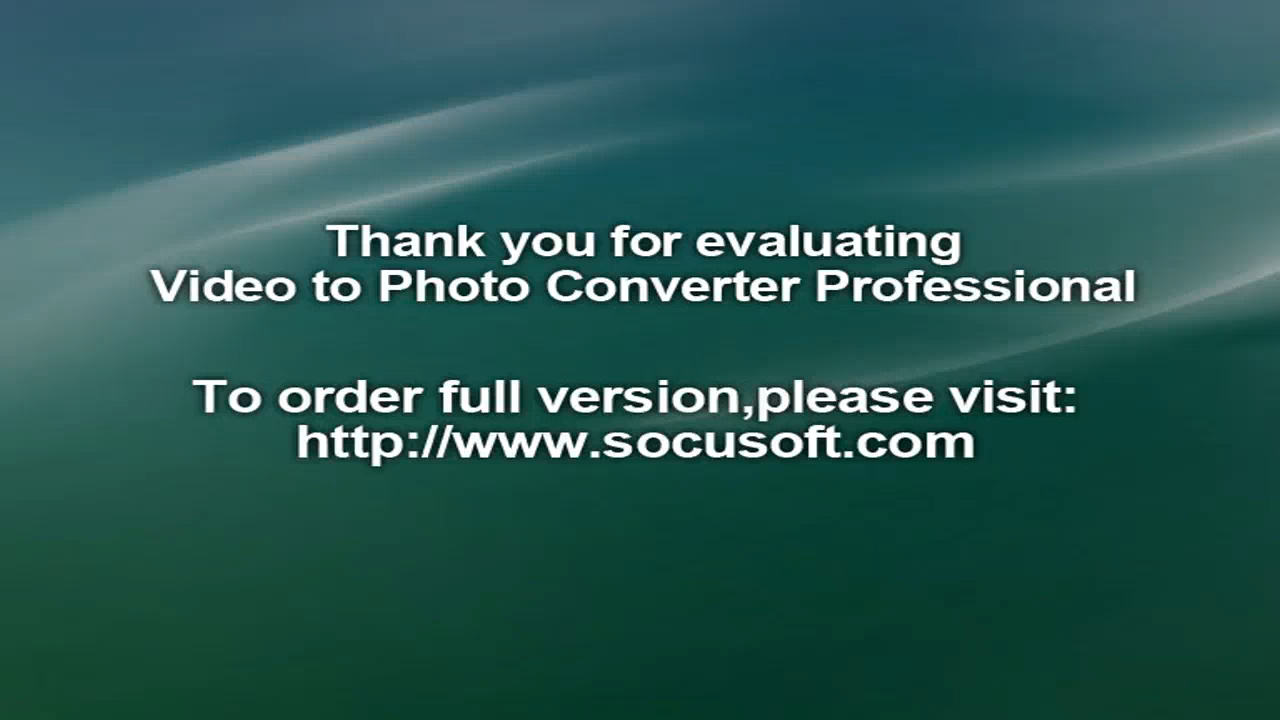 Thank you for evaluating
Video to Photo Converter Professional
To order full version,please visit:
http://www.socusoft.com